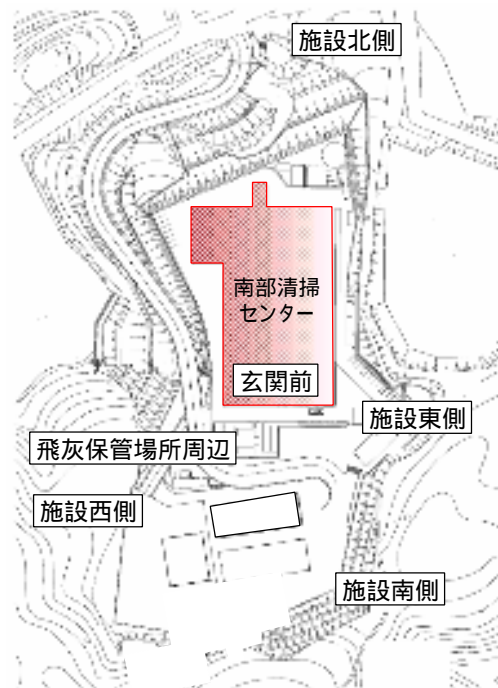 施設北側
南部清掃
センター
玄関前
施設東側
飛灰保管場所周辺
施設西側
施設南側